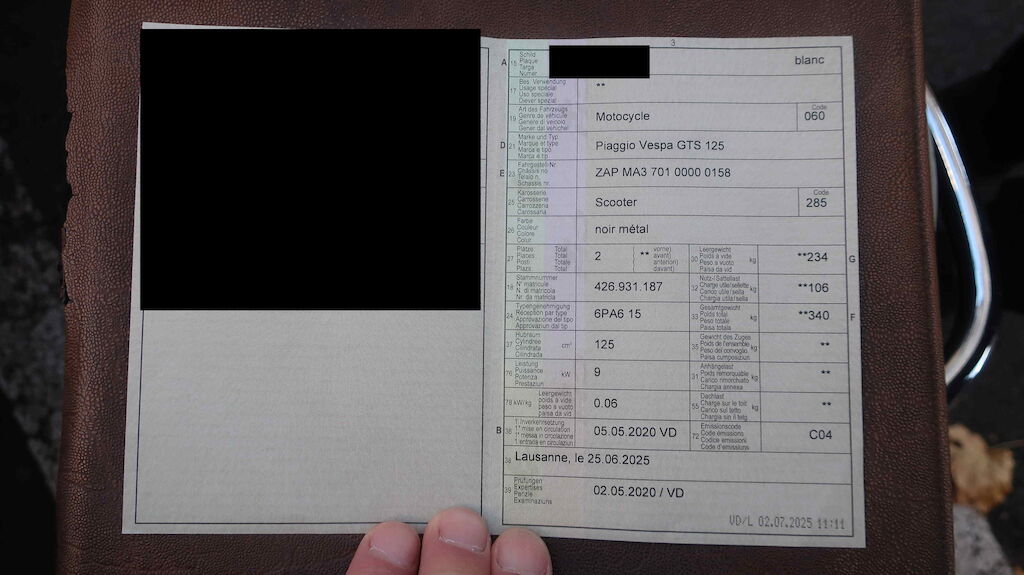 3
A 15 Schild Plaque Targa Numer blanc
17 Bes. Verwendung Usage spécial Uso speciale Diever spezial **
19 Art des Fahrzeugs Genre de véhicule Genere di veicolo Gener dal vehichel Motocycle Code 060
D 21 Marke und Typ Marque et type Marca e tipo Marca e tip Piaggio Vespa GTS 125
E 23 Fahrgestell-Nr. Châssis no Telaio n. Schassis nr. ZAP MA3 701 0000 0158
25 Karosserie Carrosserie Carrozzeria Carossaria Scooter Code 285
26 Farbe Couleur Colore Colur noir métal
27 Plätze Places Posti Plazs Total Total Totale Total 2 ** vorne) avant) anteriori) davant) 30 Leergewicht Poids à vide Peso a vuoto Paisa da vid kg **234 G
18 Stammnummer N° matricule N. di matricola Nr. da matricla 426.931.187 32 Nutz-/Sattellast Charge utile/sellette Carico utile/sella Chargia utila/sella kg **106
24 Typengenehmigung Réception par type Approvazione del tipo Approvaziun dal tip 6PA6 15 33 Gesamtgewicht Poids total Peso totale Paisa totala kg **340 F
37 Hubraum Cylindrée Cilindrata Cilindrada cm³ 125 35 Gewicht des Zuges Poids de l'ensemble Peso del convoglio Paisa cumposiziun kg **
76 Leistung Puissance Potenza Prestaziun kW 9 31 Anhängelast Poids remorquable Carico rimorchiato Chargia annexa kg **
78 kW/kg Leergewicht poids à vide peso a vuoto paisa da vid 0.06 55 Dachlast Charge sur le toit Carico sul tetto Chargia sin il tetg kg **
B 36 1. Inverkehrsetzung 1re mise en circulation 1a messa in circolazione 1 entrada en circulaziun 05.05.2020 VD 72 Emissionscode Code émissions Codice emissioni Code d'emissiuns C04
38 Lausanne, le 25.06.2025
39 Prüfungen Expertises Perizie Examinaziuns 02.05.2020 / VD
VD/L 02.07.2025 11:11